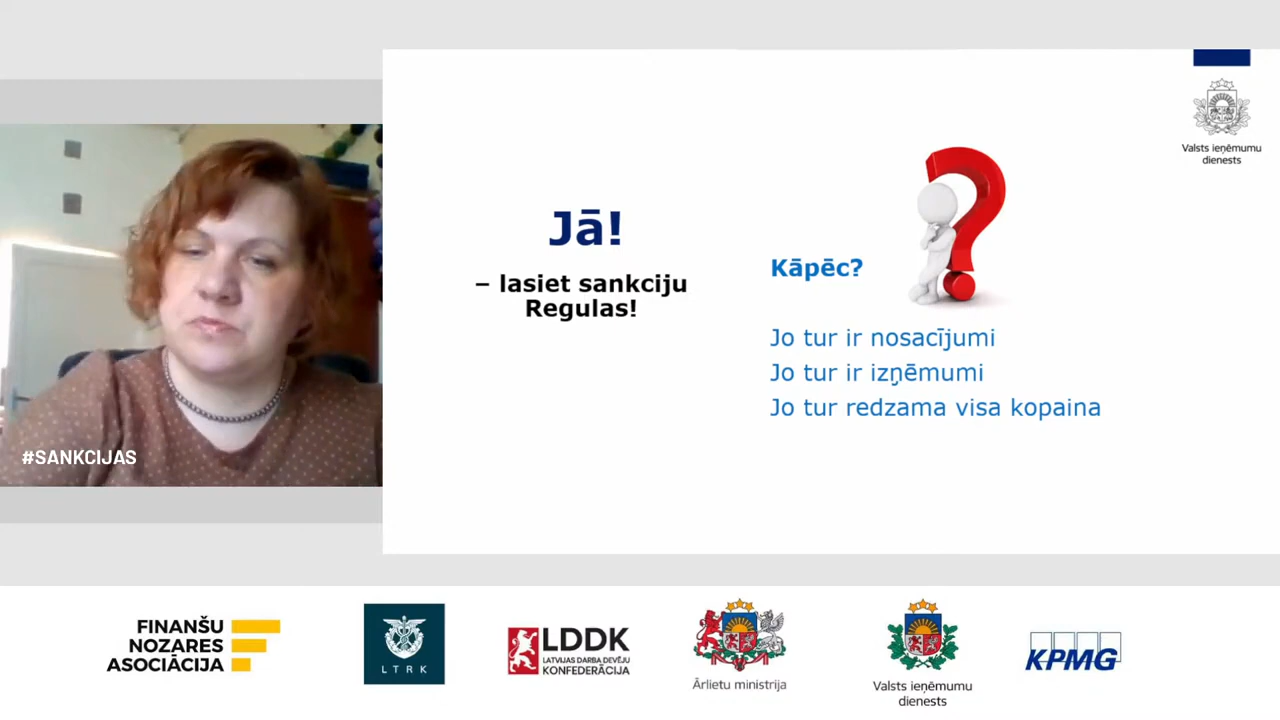 Valsts ieņēmumu
dienests
Jā!
– lasiet sankciju
Regulas!
Kāpēc?
Jo tur ir nosacījumi
Jo tur ir izņēmumi
Jo tur redzama visa kopaina
#SANKCIJAS
FINANŠU
NOZARES
ASOCIĀCIJA
LTRK
LDDK
LATVIJAS DARBA DEVĒJU
KONFEDERĀCIJA
Ārlietu ministrija
Valsts ieņēmumu
dienests
KPMG